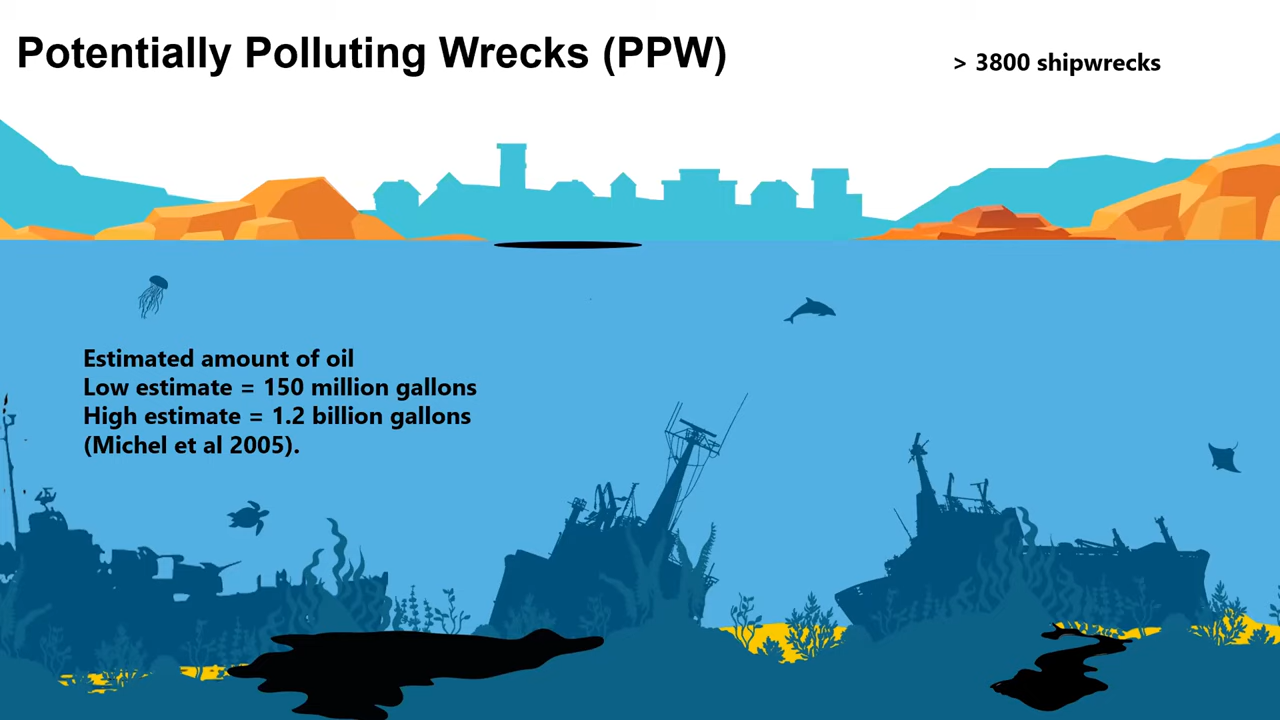 Potentially Polluting Wrecks (PPW)
> 3800 shipwrecks
Estimated amount of oil
Low estimate = 150 million gallons
High estimate = 1.2 billion gallons
(Michel et al 2005).